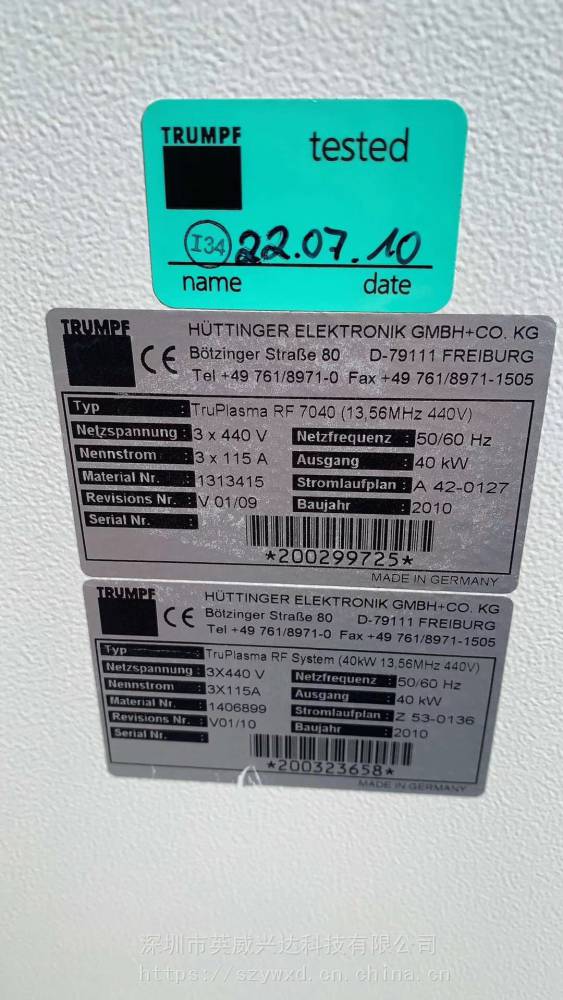 TRUMPF
tested
I34 22.07.10
name date
TRUMPF
HÜTTINGER ELEKTRONIK GMBH+CO. KG
CE Bötzinger Straße 80 D-79111 FREIBURG
Tel +49 761/8971-0 Fax +49 761/8971-1505
Typ : TruPlasma RF 7040 (13,56MHz 440V)
Netzspannung : 3 x 440 V Netzfrequenz : 50/60 Hz
Nennstrom : 3 x 115 A Ausgang : 40 kW
Material Nr. : 1313415 Stromlaufplan : A 42-0127
Revisions Nr. : V 01/09 Baujahr : 2010
Serial Nr. :
*200299725*
MADE IN GERMANY
TRUMPF
HÜTTINGER ELEKTRONIK GMBH+CO. KG
CE Bötzinger Straße 80 D-79111 FREIBURG
Tel +49 761/8971-0 Fax +49 761/8971-1505
Typ : TruPlasma RF System (40kW 13,56MHz 440V)
Netzspannung : 3X440 V Netzfrequenz : 50/60 Hz
Nennstrom : 3X115A Ausgang : 40 kW
Material Nr. : 1406899 Stromlaufplan : Z 53-0136
Revisions Nr. : V01/10 Baujahr : 2010
Serial Nr. :
*200323658*
MADE IN GERMANY
深圳市英威兴达科技有限公司
https://szywxd.cn.china.cn